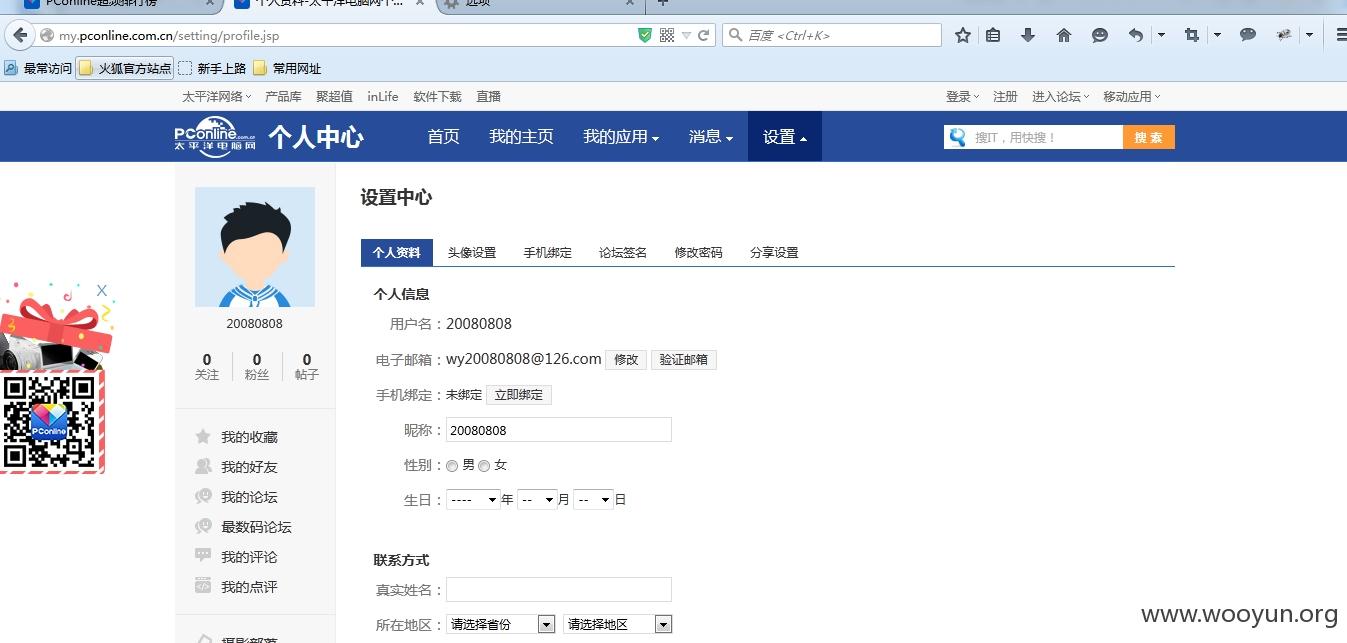 PConline超频排行榜
个人资料-太平洋电脑网个...
选项
my.pconline.com.cn/setting/profile.jsp
百度 <Ctrl+K>
最常访问 火狐官方站点 新手上路 常用网址
太平洋网络 产品库 聚超值 inLife 软件下载 直播 登录 注册 进入论坛 移动应用
PConline.com.cn
太平洋电脑网
个人中心 首页 我的主页 我的应用 消息 设置 搜IT，用快搜！ 搜 索
设置中心
个人资料 头像设置 手机绑定 论坛签名 修改密码 分享设置
X
PConline
20080808
0 0 0
关注 粉丝 帖子
我的收藏
我的好友
我的论坛
最数码论坛
我的评论
我的点评
摄影部落
个人信息
用户名：20080808
电子邮箱：wy20080808@126.com 修改 验证邮箱
手机绑定：未绑定 立即绑定
昵称：20080808
性别：男 女
生日：---- 年 -- 月 -- 日
联系方式
真实姓名：
所在地区：请选择省份 请选择地区
www.wooyun.org